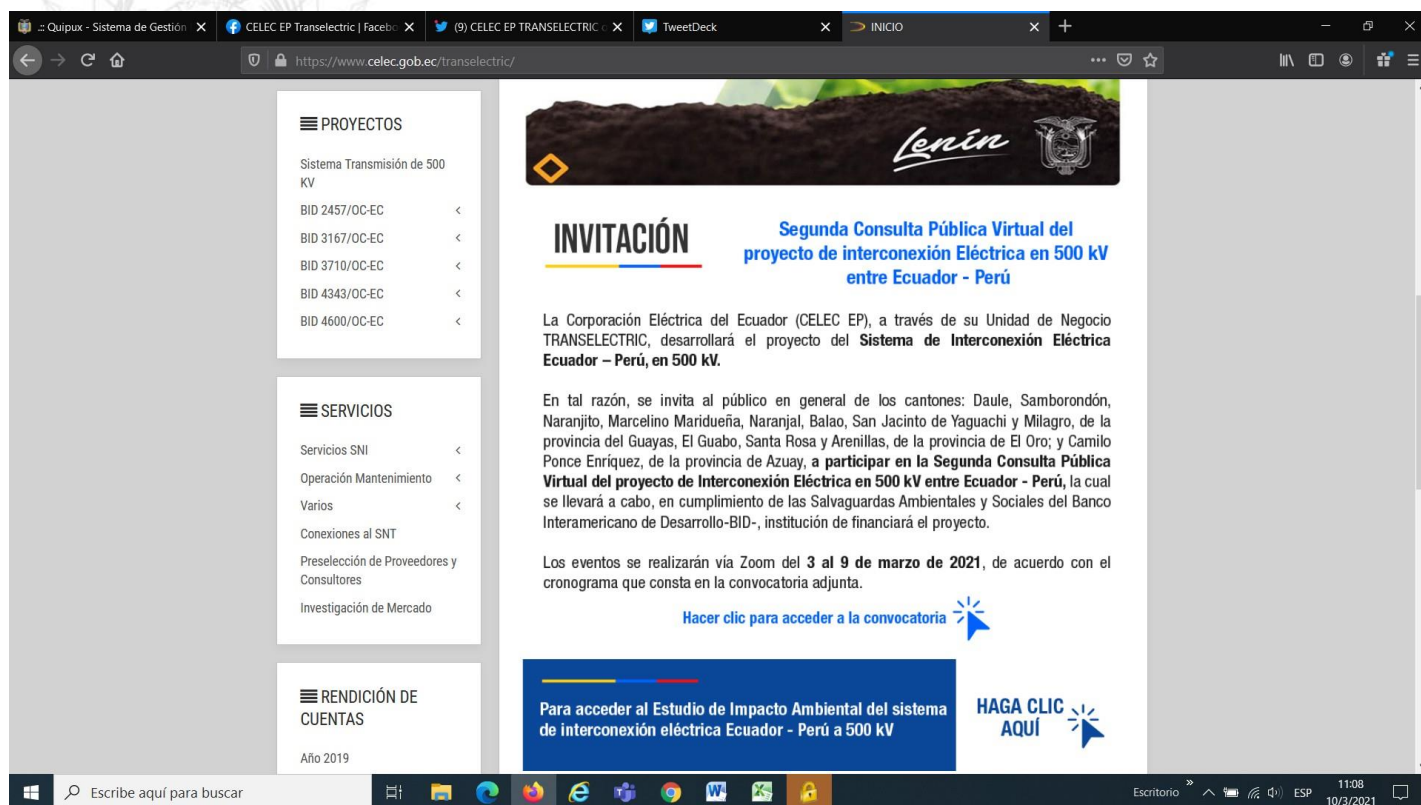 .:: Quipux - Sistema de Gestión
CELEC EP Transelectric | Facebo
(9) CELEC EP TRANSELECTRIC
TweetDeck
INICIO
https://www.celec.gob.ec/transelectric/
PROYECTOS
Sistema Transmisión de 500
KV
BID 2457/OC-EC
BID 3167/OC-EC
BID 3710/OC-EC
BID 4343/OC-EC
BID 4600/OC-EC
SERVICIOS
Servicios SNI
Operación Mantenimiento
Varios
Conexiones al SNT
Preselección de Proveedores y
Consultores
Investigación de Mercado
RENDICIÓN DE
CUENTAS
Año 2019
Lenín
INVITACIÓN
Segunda Consulta Pública Virtual del
proyecto de interconexión Eléctrica en 500 kV
entre Ecuador - Perú
La Corporación Eléctrica del Ecuador (CELEC EP), a través de su Unidad de Negocio
TRANSELECTRIC, desarrollará el proyecto del Sistema de Interconexión Eléctrica
Ecuador – Perú, en 500 kV.
En tal razón, se invita al público en general de los cantones: Daule, Samborondón,
Naranjito, Marcelino Maridueña, Naranjal, Balao, San Jacinto de Yaguachi y Milagro, de la
provincia del Guayas, El Guabo, Santa Rosa y Arenillas, de la provincia de El Oro; y Camilo
Ponce Enríquez, de la provincia de Azuay, a participar en la Segunda Consulta Pública
Virtual del proyecto de Interconexión Eléctrica en 500 kV entre Ecuador - Perú, la cual
se llevará a cabo, en cumplimiento de las Salvaguardas Ambientales y Sociales del Banco
Interamericano de Desarrollo-BID-, institución de financiará el proyecto.
Los eventos se realizarán vía Zoom del 3 al 9 de marzo de 2021, de acuerdo con el
cronograma que consta en la convocatoria adjunta.
Hacer clic para acceder a la convocatoria
Para acceder al Estudio de Impacto Ambiental del sistema
de interconexión eléctrica Ecuador - Perú a 500 kV
HAGA CLIC
AQUÍ
Escribe aquí para buscar
Escritorio
ESP
11:08
10/3/2021